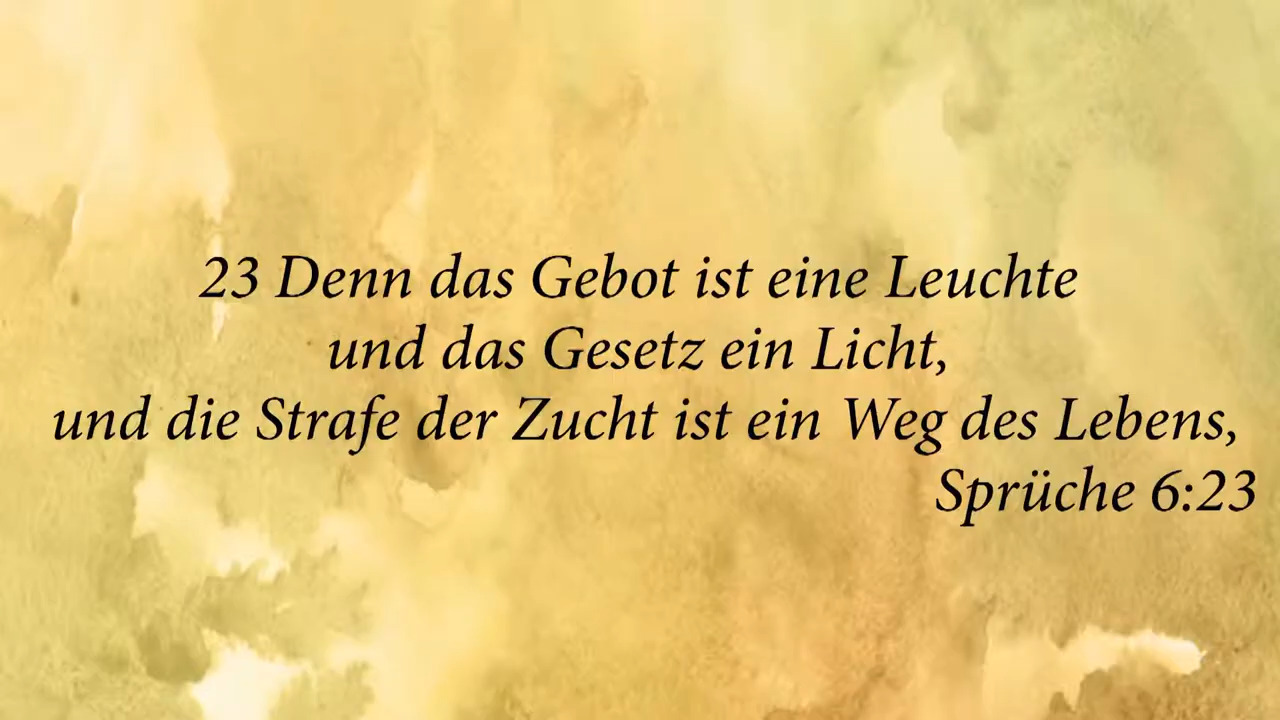 23 Denn das Gebot ist eine Leuchte
und das Gesetz ein Licht,
und die Strafe der Zucht ist ein Weg des Lebens,
Sprüche 6:23